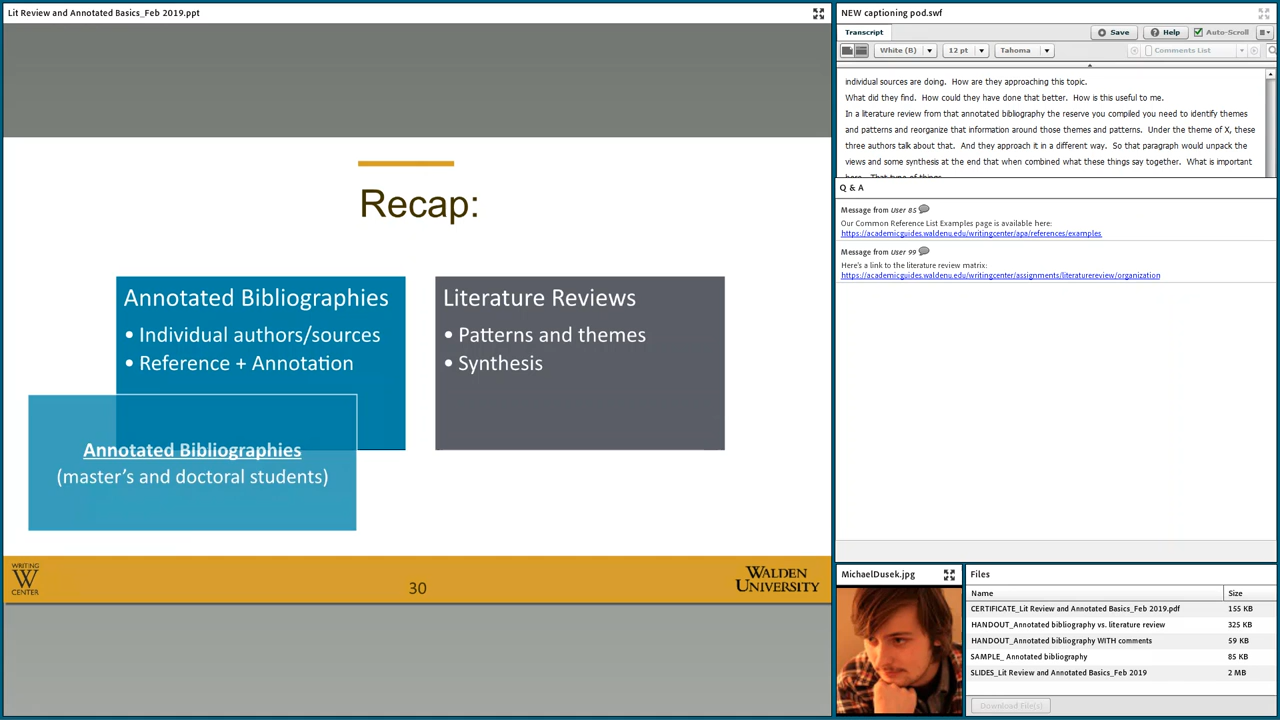 Lit Review and Annotated Basics_Feb 2019.ppt
Recap:
Annotated Bibliographies
• Individual authors/sources
• Reference + Annotation
Annotated Bibliographies
(master's and doctoral students)
Literature Reviews
• Patterns and themes
• Synthesis
WRITING
W
CENTER
30
WALDEN
UNIVERSITY
NEW captioning pod.swf
Transcript
Save
Help
Auto-Scroll
White (B)
12 pt
Tahoma
Comments List
individual sources are doing. How are they approaching this topic.
What did they find. How could they have done that better. How is this useful to me.
In a literature review from that annotated bibliography the reserve you compiled you need to identify themes
and patterns and reorganize that information around those themes and patterns. Under the theme of X, these
three authors talk about that. And they approach it in a different way. So that paragraph would unpack the
views and some synthesis at the end that when combined what these things say together. What is important
here. That type of things.
Q & A
Message from User 85
Our Common Reference List Examples page is available here:
https://academicguides.waldenu.edu/writingcenter/apa/references/examples
Message from User 99
Here's a link to the literature review matrix:
https://academicguides.waldenu.edu/writingcenter/assignments/literaturereview/organization
MichaelDusek.jpg
Files
Name Size
CERTIFICATE_Lit Review and Annotated Basics_Feb 2019.pdf 155 KB
HANDOUT_Annotated bibliography vs. literature review 325 KB
HANDOUT_Annotated bibliography WITH comments 59 KB
SAMPLE_ Annotated bibliography 85 KB
SLIDES_Lit Review and Annotated Basics_Feb 2019 2 MB
Download File(s)